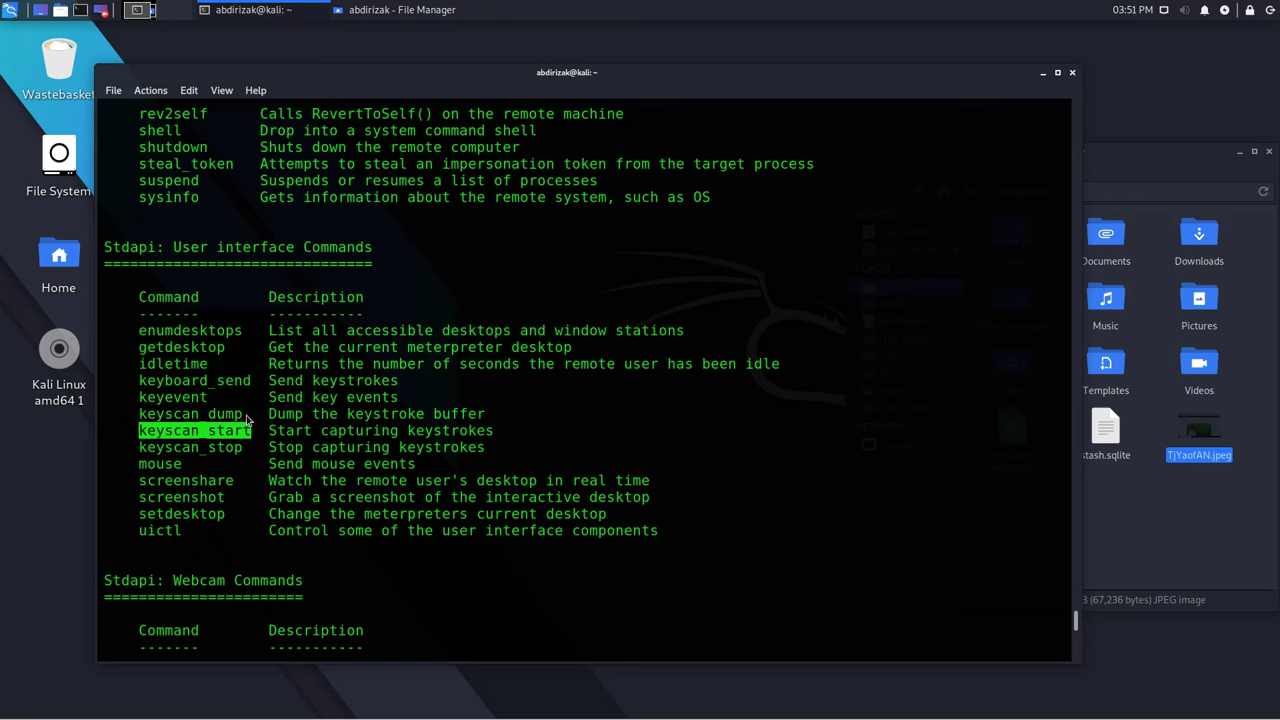 abdirizak@kali: ~
abdirizak - File Manager
03:51 PM
Wastebasket
File System
Home
Kali Linux
amd64 1
abdirizak@kali: ~
File Actions Edit View Help
rev2self Calls RevertToSelf() on the remote machine
shell Drop into a system command shell
shutdown Shuts down the remote computer
steal_token Attempts to steal an impersonation token from the target process
suspend Suspends or resumes a list of processes
sysinfo Gets information about the remote system, such as OS
Stdapi: User interface Commands
===============================
Command Description
------- -----------
enumdesktops List all accessible desktops and window stations
getdesktop Get the current meterpreter desktop
idletime Returns the number of seconds the remote user has been idle
keyboard_send Send keystrokes
keyevent Send key events
keyscan_dump Dump the keystroke buffer
keyscan_start Start capturing keystrokes
keyscan_stop Stop capturing keystrokes
mouse Send mouse events
screenshare Watch the remote user's desktop in real time
screenshot Grab a screenshot of the interactive desktop
setdesktop Change the meterpreters current desktop
uictl Control some of the user interface components
Stdapi: Webcam Commands
=======================
Command Description
------- -----------
Documents Downloads
Music Pictures
Templates Videos
stash.sqlite TjYaofAN.jpeg
(67,236 bytes) JPEG image